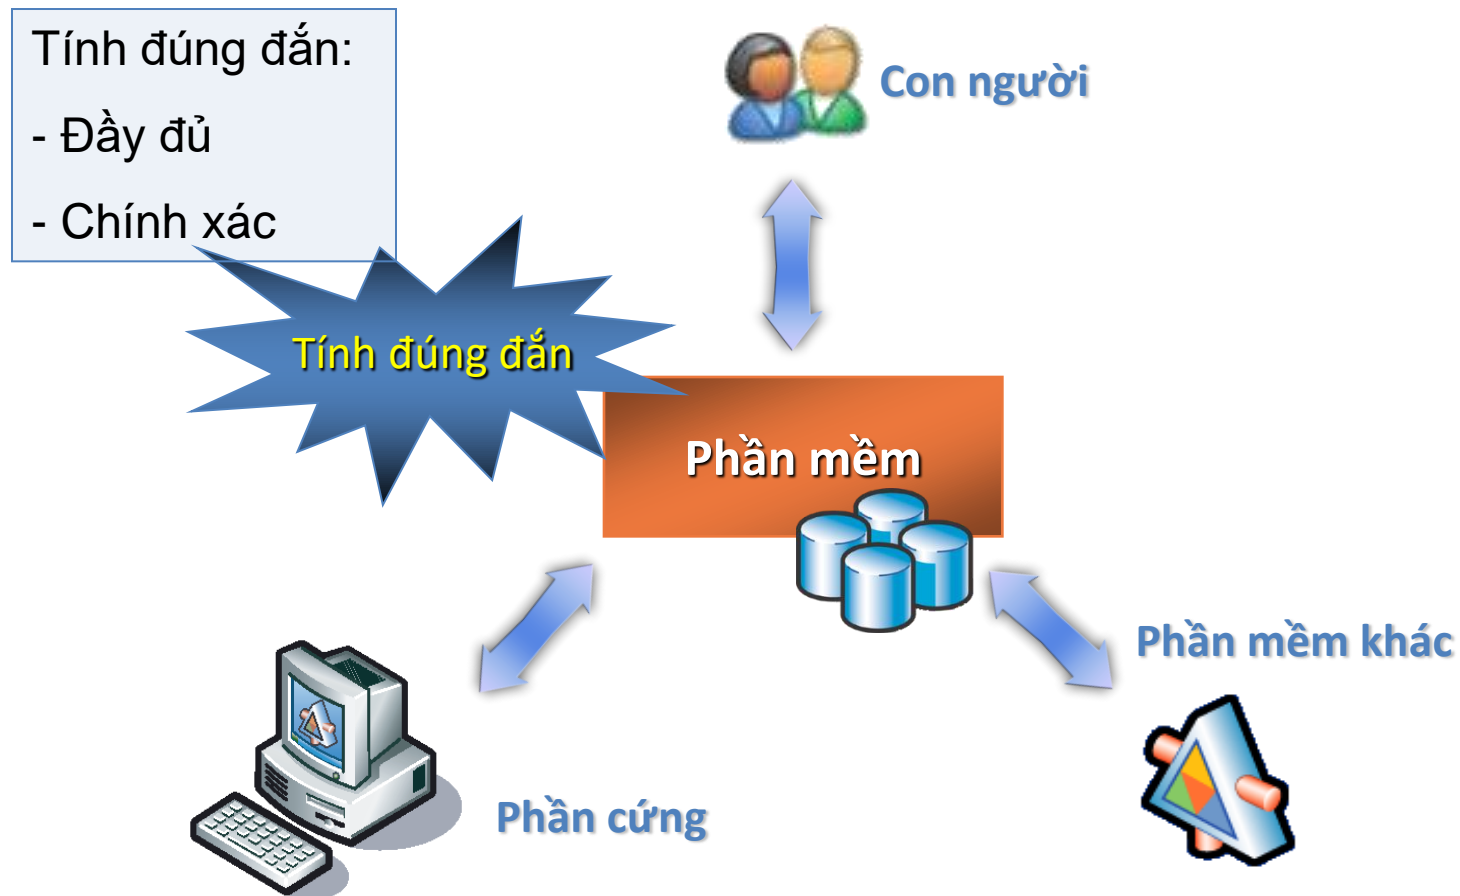 Tính đúng đắn:
- Đầy đủ
- Chính xác
Con người
Tính đúng đắn
Phần mềm
Phần mềm khác
Phần cứng